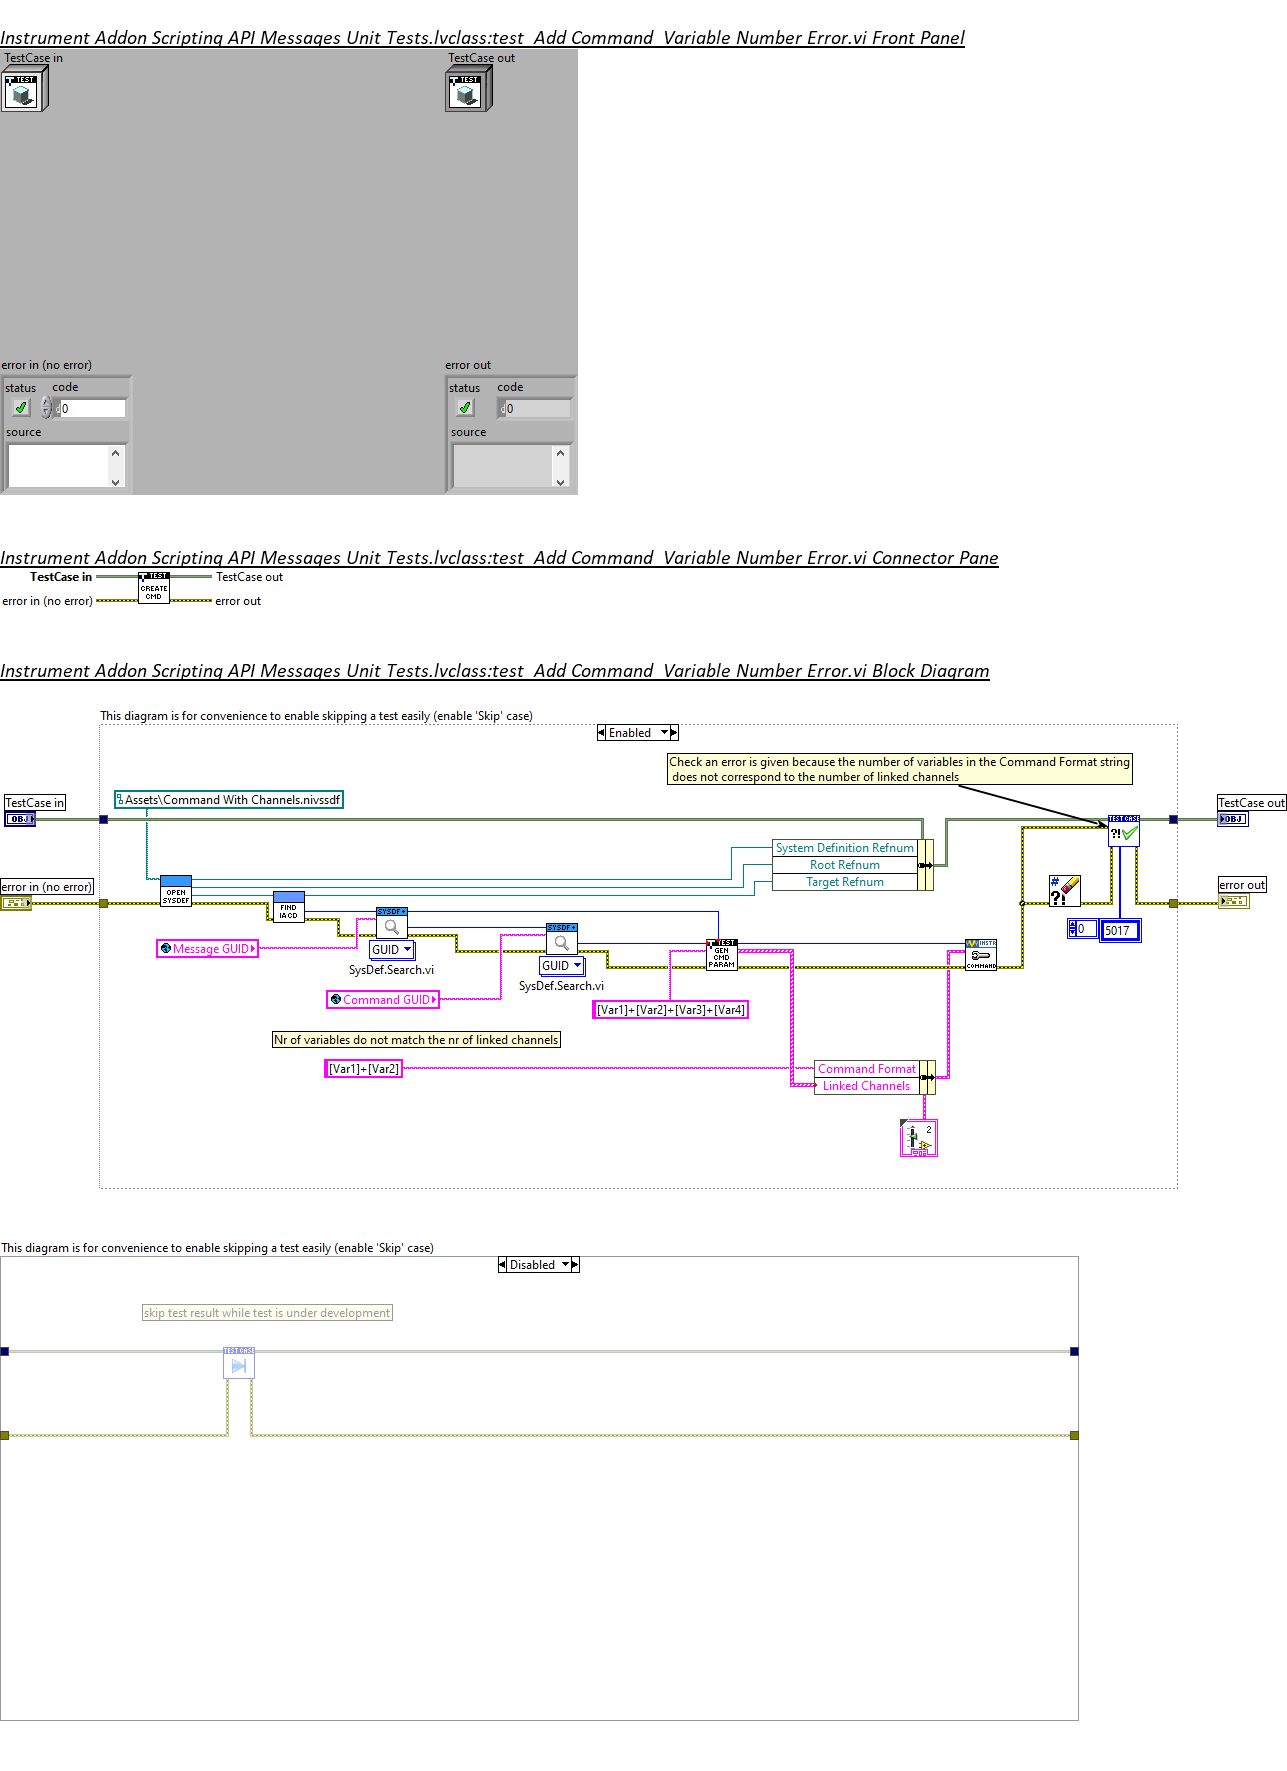 Instrument Addon Scripting API Messages Unit Tests.lvclass:test_Add Command_Variable Number Error.vi Front Panel
TestCase in
TestCase out
TEST
TEST
error in (no error)
error out
status
code
status
code
d
0
d
0
source
source
Instrument Addon Scripting API Messages Unit Tests.lvclass:test_Add Command_Variable Number Error.vi Connector Pane
TestCase in
TEST
TestCase out
CREATE
CMD
error in (no error)
error out
Instrument Addon Scripting API Messages Unit Tests.lvclass:test_Add Command_Variable Number Error.vi Block Diagram
This diagram is for convenience to enable skipping a test easily (enable 'Skip' case)
Enabled
Check an error is given because the number of variables in the Command Format string
does not correspond to the number of linked channels
Assets\Command With Channels.nivssdf
TestCase in
OBJ
TestCase out
OBJ
TEST CASE
?!
System Definition Refnum
Root Refnum
Target Refnum
error in (no error)
error out
OPEN
SYSDEF
FIND
IA CD
SYSDF
GUID
SysDef.Search.vi
Message GUID
SYSDF
GUID
SysDef.Search.vi
Command GUID
TEST
GEN
CMD
PARAM
INSTR
COMMAND
#
?!
0
5017
[Var1]+[Var2]+[Var3]+[Var4]
Nr of variables do not match the nr of linked channels
[Var1]+[Var2]
Command Format
Linked Channels
2
This diagram is for convenience to enable skipping a test easily (enable 'Skip' case)
Disabled
skip test result while test is under development
TEST CASE